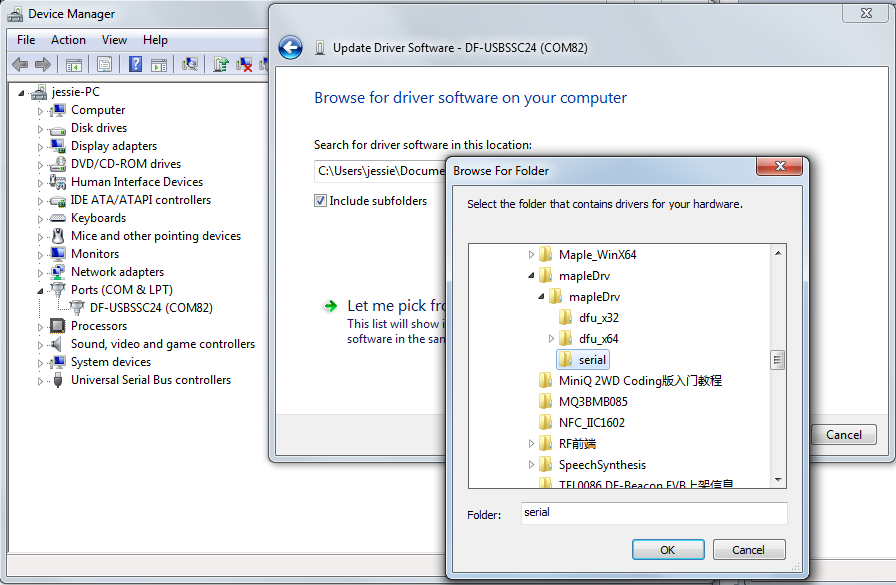 Device Manager
File Action View Help
jessie-PC
Computer
Disk drives
Display adapters
DVD/CD-ROM drives
Human Interface Devices
IDE ATA/ATAPI controllers
Keyboards
Mice and other pointing devices
Monitors
Network adapters
Ports (COM & LPT)
DF-USBSSC24 (COM82)
Processors
Sound, video and game controllers
System devices
Universal Serial Bus controllers
Update Driver Software - DF-USBSSC24 (COM82)
Browse for driver software on your computer
Search for driver software in this location:
C:\Users\jessie\Docume
Include subfolders
Let me pick fro
This list will show i
software in the san
Cancel
Browse For Folder
Select the folder that contains drivers for your hardware.
Maple_WinX64
mapleDrv
mapleDrv
dfu_x32
dfu_x64
serial
MiniQ 2WD Coding版入门教程
MQ3BMB085
NFC_IIC1602
RF前端
SpeechSynthesis
TEL0086 DF-Beacon EVB上架信息
Folder: serial
OK Cancel